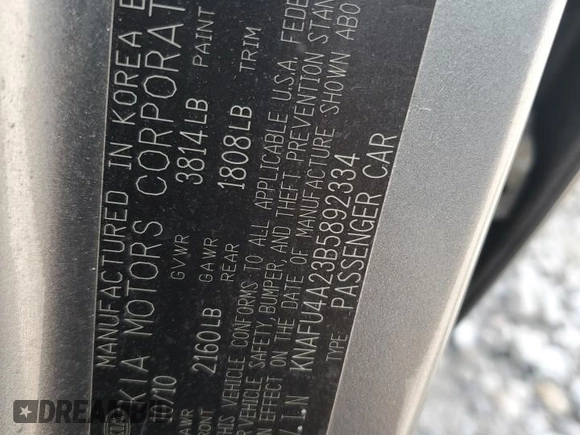 MANUFACTURED IN KOREA
KIA MOTORS CORPORAT
/10 GVWR 3814LB PAINT
GAWR
FRONT 2160LB REAR 1808LB TRIM
THIS VEHICLE CONFORMS TO ALL APPLICABLE U.S.A. FEDE
VEHICLE SAFETY BUMPER, AND THEFT PREVENTION STAN
IN EFFECT ON THE DATE OF MANUFACTURE SHOWN ABO
V.I.N KNAFU4A23B5892334
TYPE PASSENGER CAR
DREAMBID